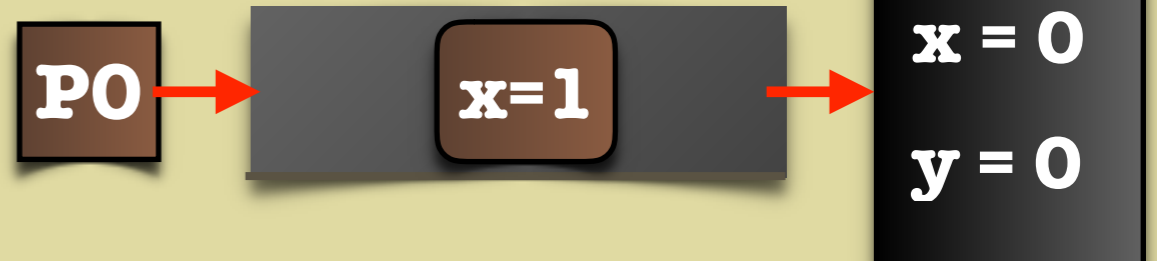 P0
x=1
x = 0
y = 0